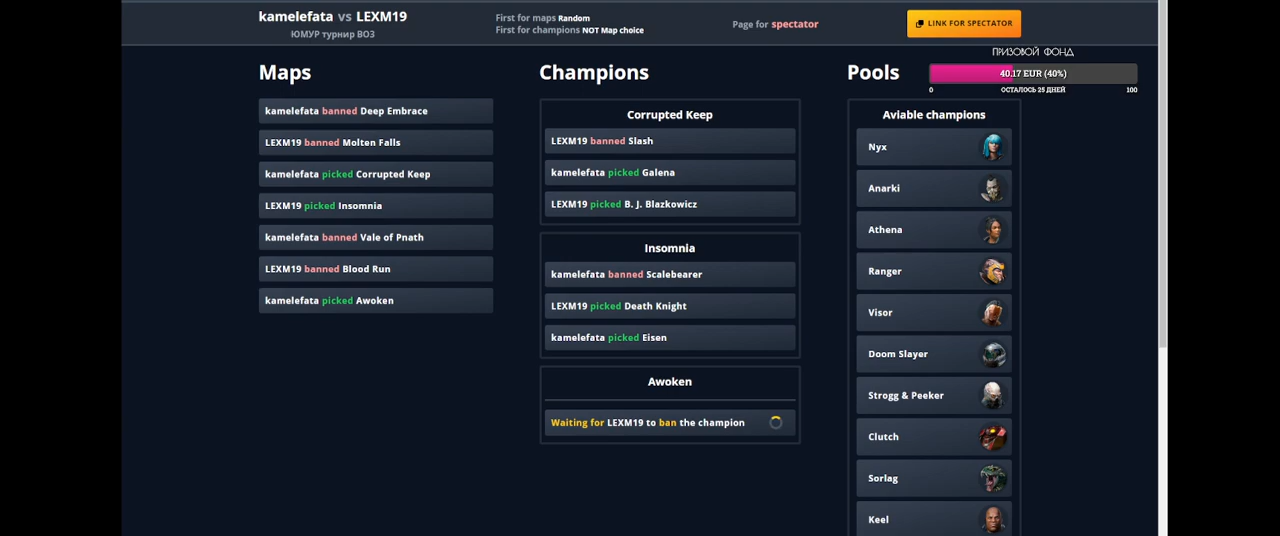 kamelefata vs LEXM19
ЮМУР турнир BO3
First for maps Random
First for champions NOT Map choice
Page for spectator
LINK FOR SPECTATOR
ПРИЗОВОЙ ФОНД
40.17 EUR (40%)
0 ОСТАЛОСЬ 25 ДНЕЙ 100
Maps
kamelefata banned Deep Embrace
LEXM19 banned Molten Falls
kamelefata picked Corrupted Keep
LEXM19 picked Insomnia
kamelefata banned Vale of Pnath
LEXM19 banned Blood Run
kamelefata picked Awoken
Champions
Corrupted Keep
LEXM19 banned Slash
kamelefata picked Galena
LEXM19 picked B. J. Blazkowicz
Insomnia
kamelefata banned Scalebearer
LEXM19 picked Death Knight
kamelefata picked Eisen
Awoken
Waiting for LEXM19 to ban the champion
Pools
Aviable champions
Nyx
Anarki
Athena
Ranger
Visor
Doom Slayer
Strogg & Peeker
Clutch
Sorlag
Keel